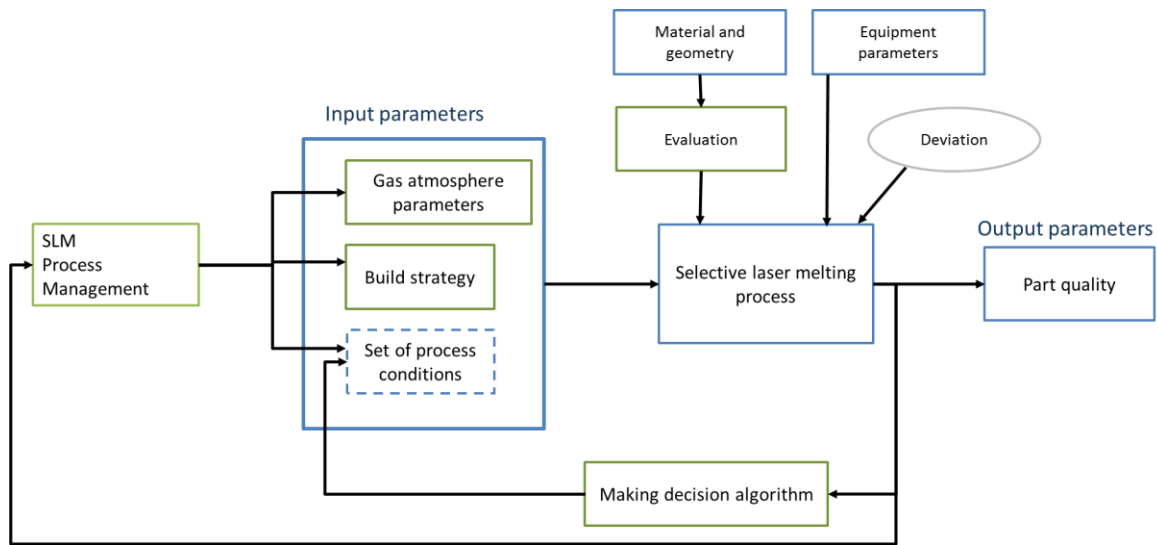 Material and
geometry
Equipment
parameters
Input parameters
Evaluation
Deviation
Gas atmosphere
parameters
SLM
Process
Management
Build strategy
Selective laser melting
process
Output parameters
Part quality
Set of process
conditions
Making decision algorithm